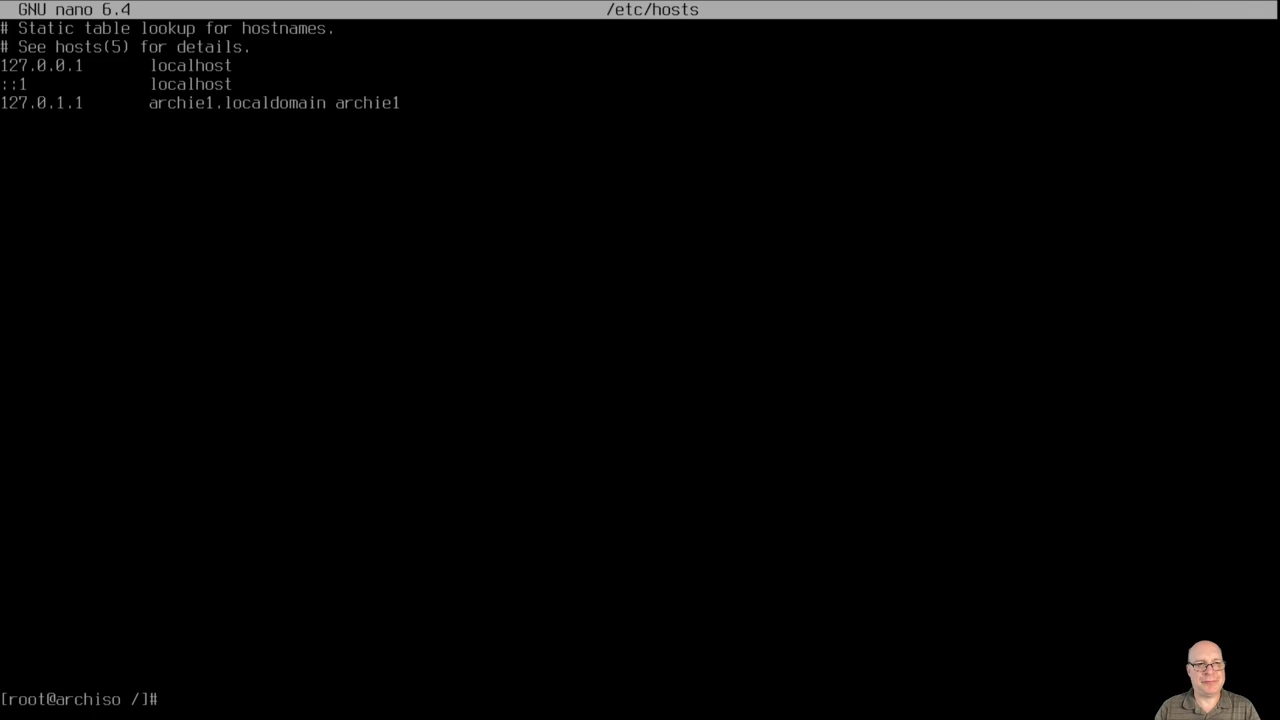 GNU nano 6.4 /etc/hosts
# Static table lookup for hostnames.
# See hosts(5) for details.
127.0.0.1 localhost
::1 localhost
127.0.1.1 archie1.localdomain archie1
[root@archiso /]#